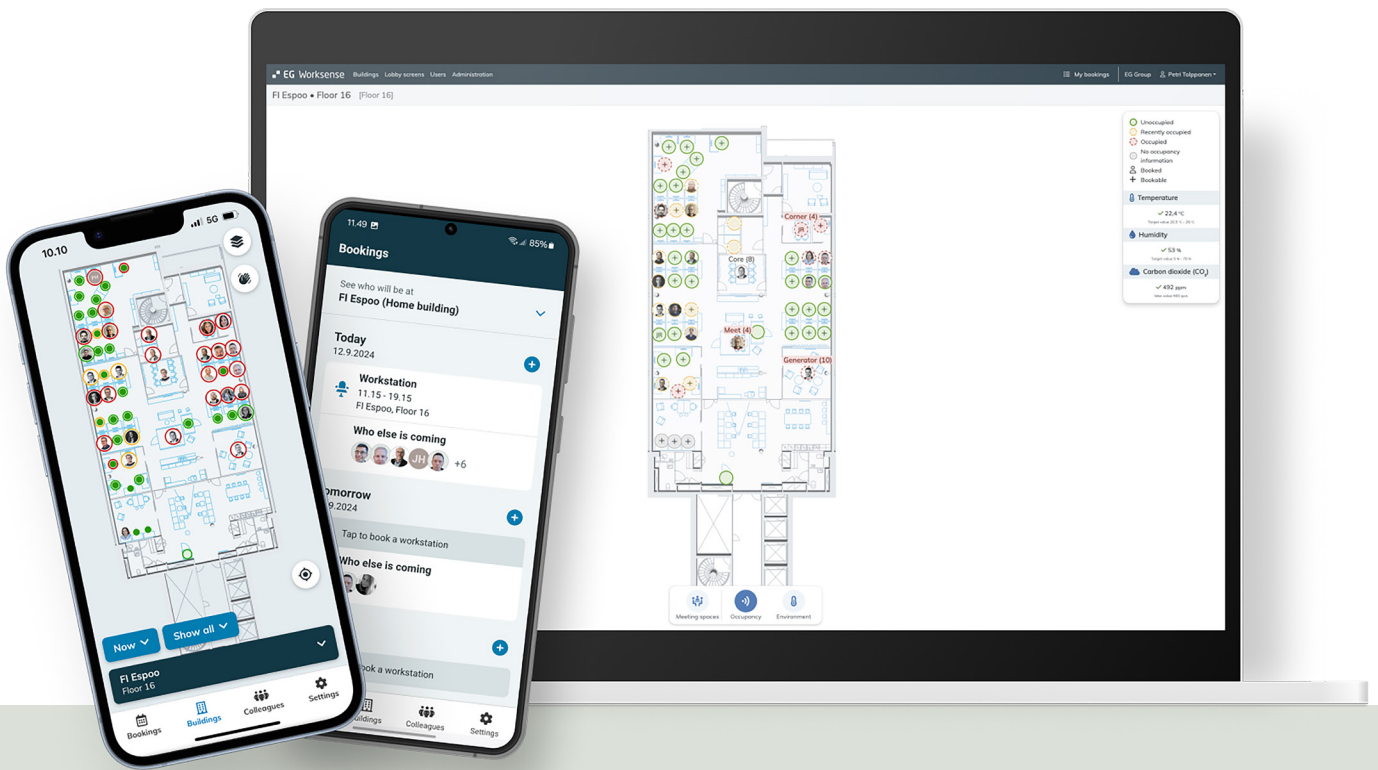 EG Worksense Buildings Lobby screens Users Administration
My bookings EG Group Petri Talppanen
FI Espoo • Floor 16 [Floor 16]
Unoccupied
Recently occupied
Occupied
No occupancy
information
Booked
Bookable
Temperature
22,4 °C
Humidity
53 %
Carbon dioxide (CO₂)
492 ppm
Corner (4)
JR
Core (8)
Meet (4)
JR
Generator (10)
Meeting spaces Occupancy Environment
10.10
5G
JH
Now
Show all
FI Espoo
Floor 16
Bookings
Buildings
Colleagues
Settings
11.49
85%
Bookings
See who will be at
FI Espoo (Home building)
Today
12.9.2024
Workstation
11.15 - 19.15
FI Espoo, Floor 16
Who else is coming
JH
+6
omorrow
9.2024
Tap to book a workstation
Who else is coming
ook a workstation
uildings
Colleagues
Settings